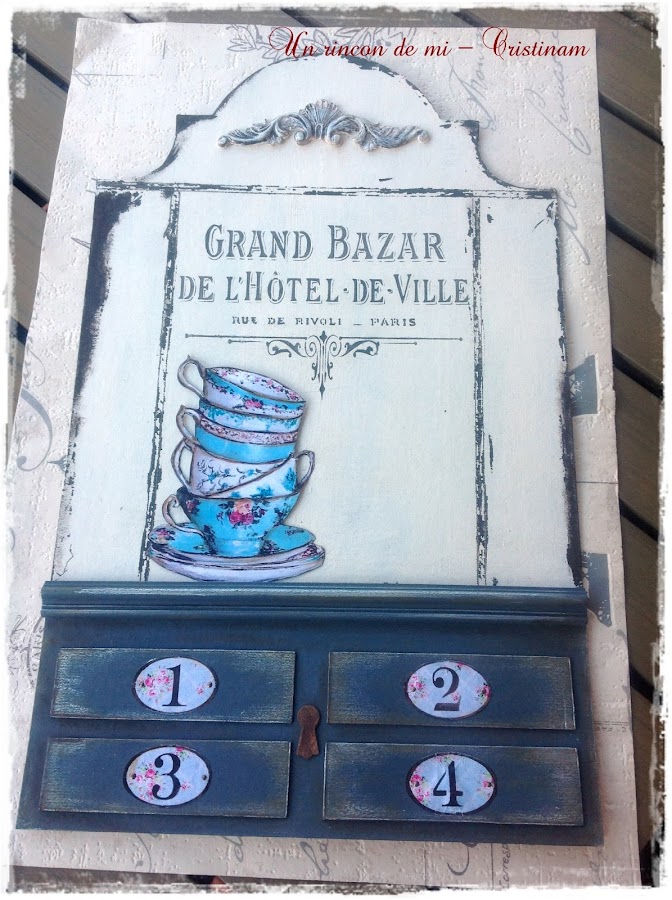 Un rincon de mi – Cristinam
GRAND BAZAR
DE L'HÔTEL-DE-VILLE
RUE DE RIVOLI – PARIS
1
2
3
4